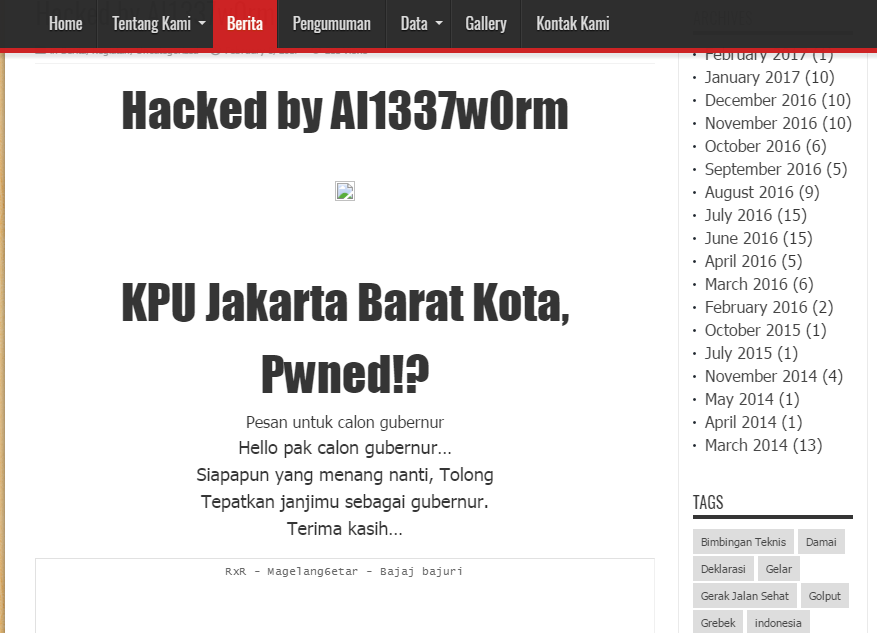 Home Tentang Kami Berita Pengumuman Data Gallery Kontak Kami
Hacked by Al1337w0rm
KPU Jakarta Barat Kota,
Pwned!?
Pesan untuk calon gubernur
Hello pak calon gubernur...
Siapapun yang menang nanti, Tolong
Tepatkan janjimu sebagai gubernur.
Terima kasih...
RxR - Magelang6etar - Bajaj bajuri
February 2017 (1)
January 2017 (10)
December 2016 (10)
November 2016 (10)
October 2016 (6)
September 2016 (5)
August 2016 (9)
July 2016 (15)
June 2016 (15)
April 2016 (5)
March 2016 (6)
February 2016 (2)
October 2015 (1)
July 2015 (1)
November 2014 (4)
May 2014 (1)
April 2014 (1)
March 2014 (13)
TAGS
Bimbingan Teknis Damai
Deklarasi Gelar
Gerak Jalan Sehat Golput
Grebek indonesia